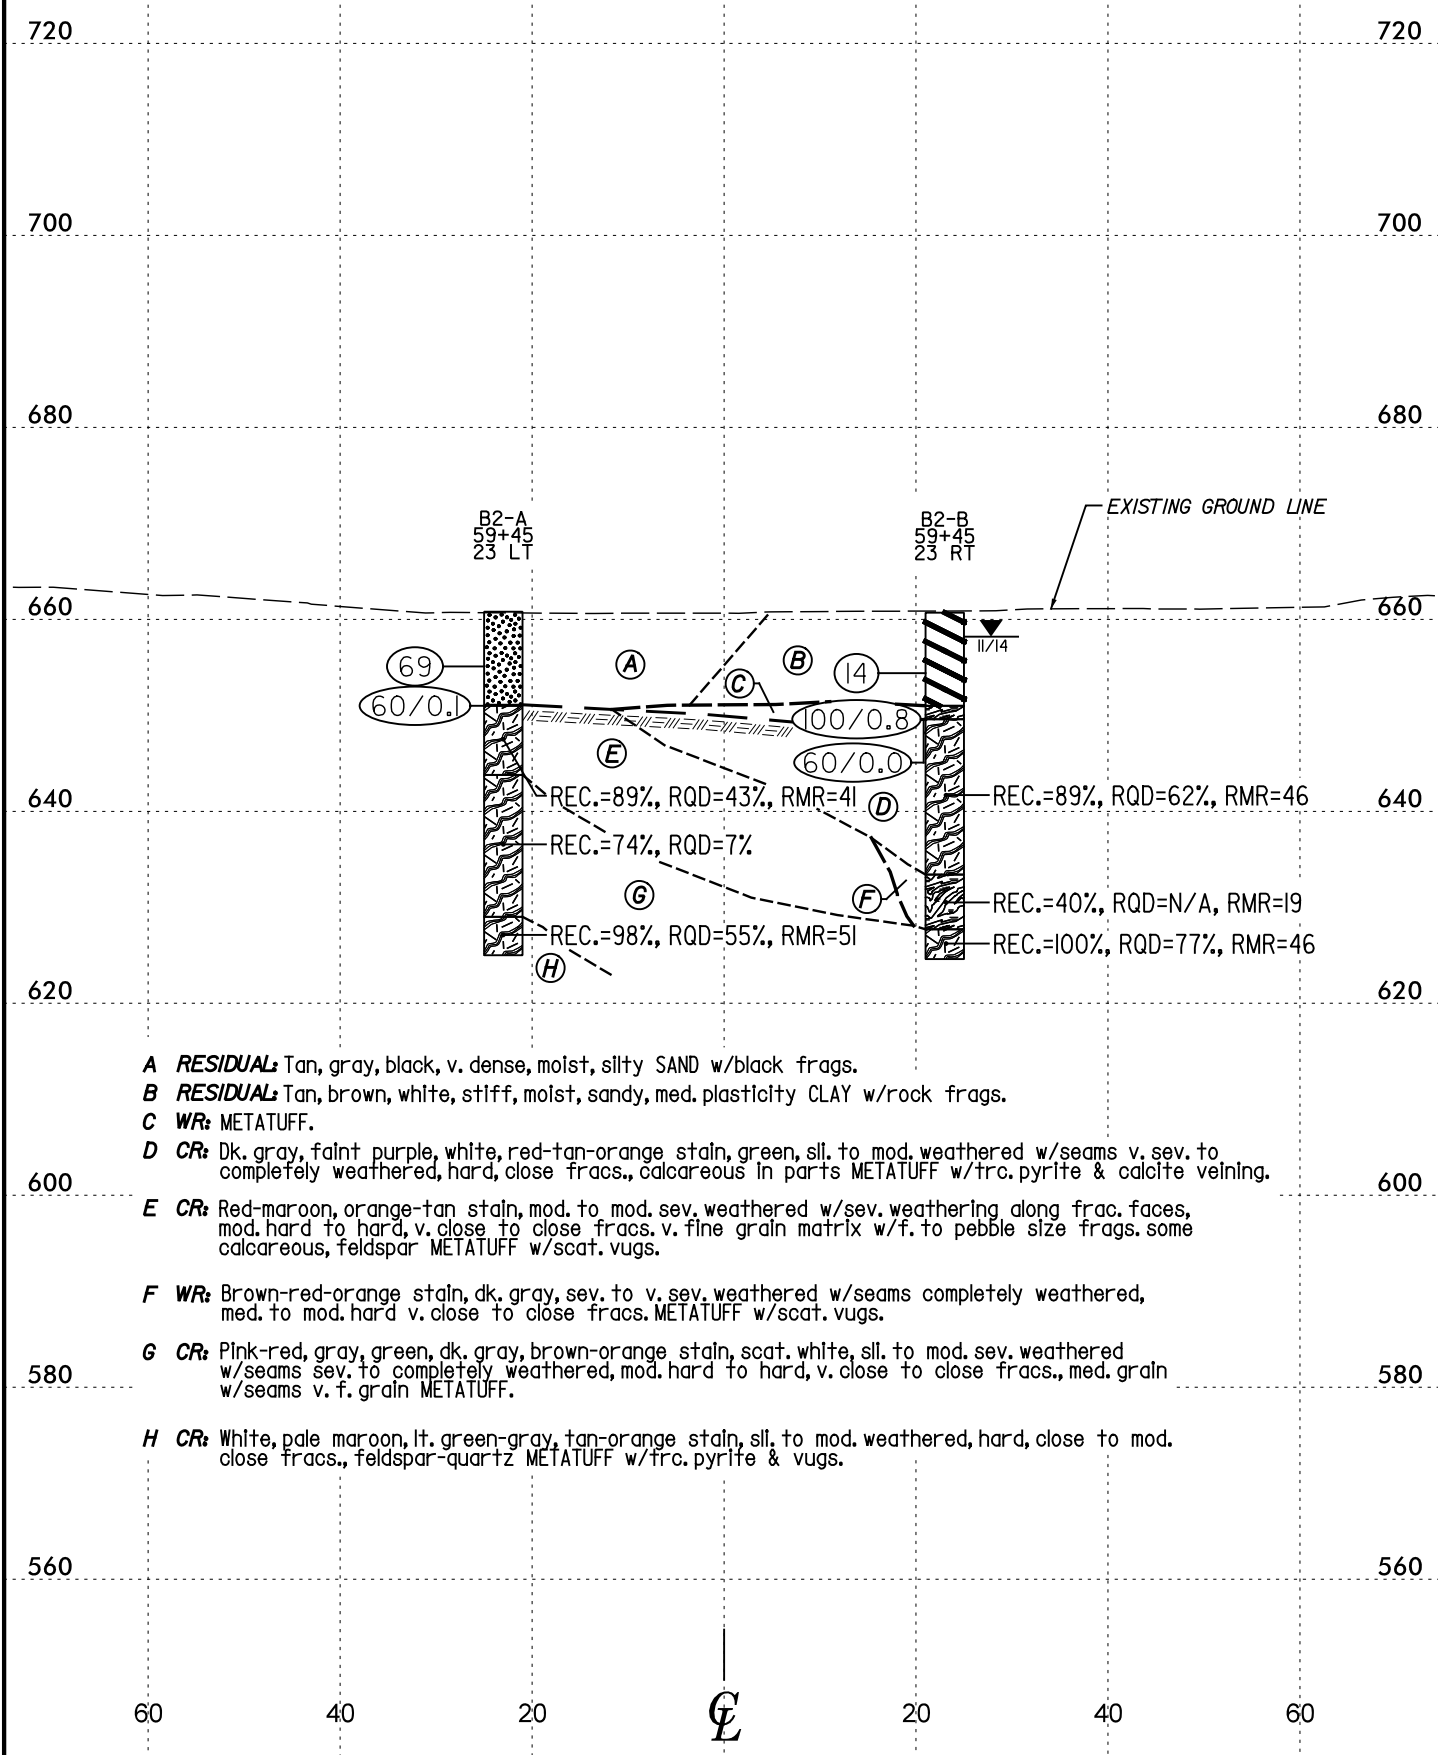 720 720
700 700
680 680
EXISTING GROUND LINE
B2-A
59+45
23 LT
B2-B
59+45
23 RT
660 660
11/14
69 A B 14
C
60/0.1 100/0.8
E 60/0.0
REC.=89%, RQD=43%, RMR=41 REC.=89%, RQD=62%, RMR=46
640 D 640
REC.=74%, RQD=7%
G F REC.=40%, RQD=N/A, RMR=19
REC.=98%, RQD=55%, RMR=51 REC.=100%, RQD=77%, RMR=46
H
620 620
A RESIDUAL: Tan, gray, black, v. dense, moist, silty SAND w/black frags.
B RESIDUAL: Tan, brown, white, stiff, moist, sandy, med. plasticity CLAY w/rock frags.
C WR: METATUFF.
D CR: Dk. gray, faint purple, white, red-tan-orange stain, green, sli. to mod. weathered w/seams v. sev. to
completely weathered, hard, close fracs., calcareous in parts METATUFF w/trc. pyrite & calcite veining.
600 600
E CR: Red-maroon, orange-tan stain, mod. to mod. sev. weathered w/sev. weathering along frac. faces,
mod. hard to hard, v. close to close fracs. v. fine grain matrix w/f. to pebble size frags. some
calcareous, feldspar METATUFF w/scat. vugs.
F WR: Brown-red-orange stain, dk. gray, sev. to v. sev. weathered w/seams completely weathered,
med. to mod. hard v. close to close fracs. METATUFF w/scat. vugs.
G CR: Pink-red, gray, green, dk. gray, brown-orange stain, scat. white, sli. to mod. sev. weathered
w/seams sev. to completely weathered, mod. hard to hard, v. close to close fracs., med. grain
w/seams v. f. grain METATUFF.
580 580
H CR: White, pale maroon, lt. green-gray, tan-orange stain, sli. to mod. weathered, hard, close to mod.
close fracs., feldspar-quartz METATUFF w/trc. pyrite & vugs.
560 560
60 40 20 ℄ 20 40 60